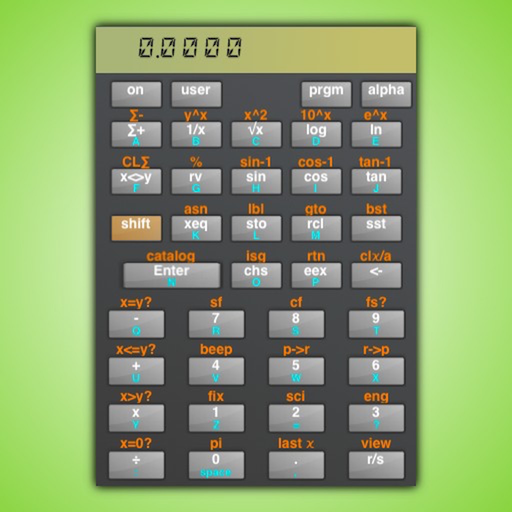 0.0000
on user prgm alpha
Σ- y^x x^2 10^x e^x
Σ+ 1/x √x log ln
A B C D E
CLΣ % sin-1 cos-1 tan-1
x<>y rv sin cos tan
F G H I J
asn lbl gto bst
shift xeq sto rcl sst
K L M
catalog isg rtn clx/a
Enter chs eex <-
N O P
x=y? sf cf fs?
- 7 8 9
Q R S T
x<=y? beep p->r r->p
+ 4 5 6
U V W X
x>y? fix sci eng
x 1 2 3
Y Z = ?
x=0? pi last x view
÷ 0 . r/s
space